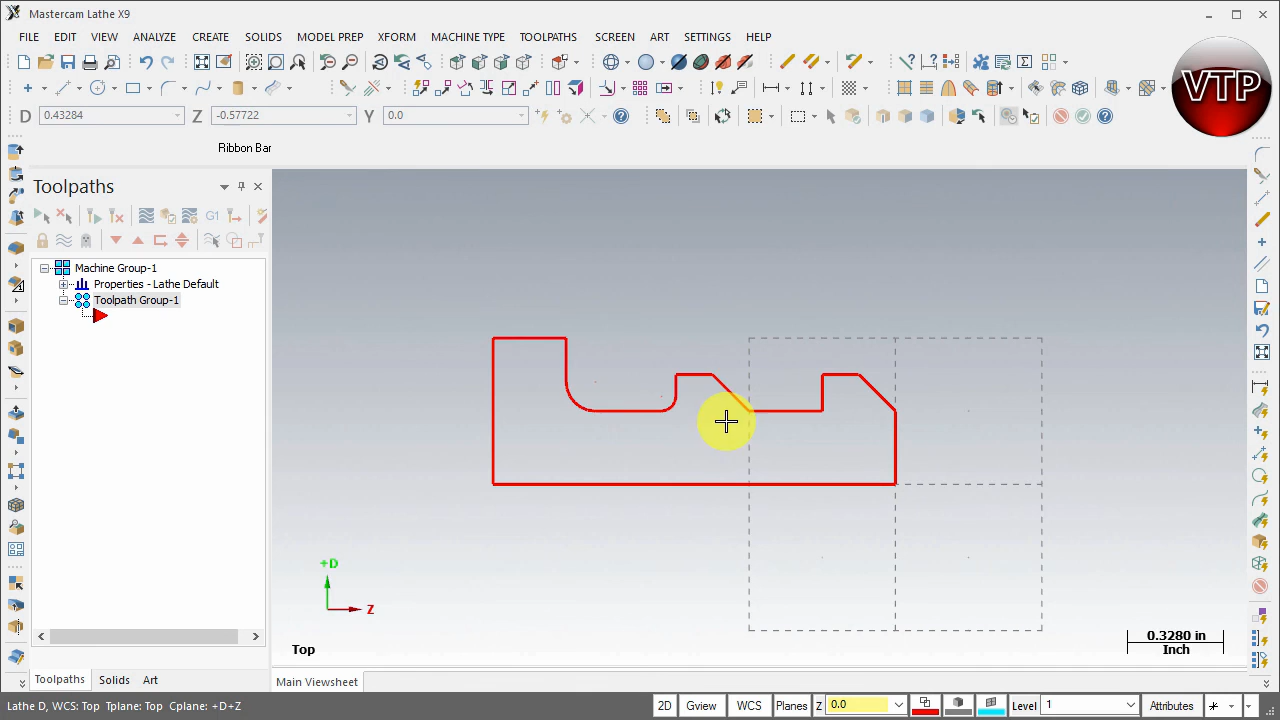 Mastercam Lathe X9
FILE EDIT VIEW ANALYZE CREATE SOLIDS MODEL PREP XFORM MACHINE TYPE TOOLPATHS SCREEN ART SETTINGS HELP
VTP
D 0.43284 Z -0.57722 Y 0.0
Ribbon Bar
Toolpaths
G1
Machine Group-1
Properties - Lathe Default
Toolpath Group-1
+D
Z
Top
0.3280 in
Inch
Toolpaths Solids Art
Main Viewsheet
Lathe D, WCS: Top Tplane: Top Cplane: +D+Z
2D Gview WCS Planes Z 0.0 Level 1 Attributes